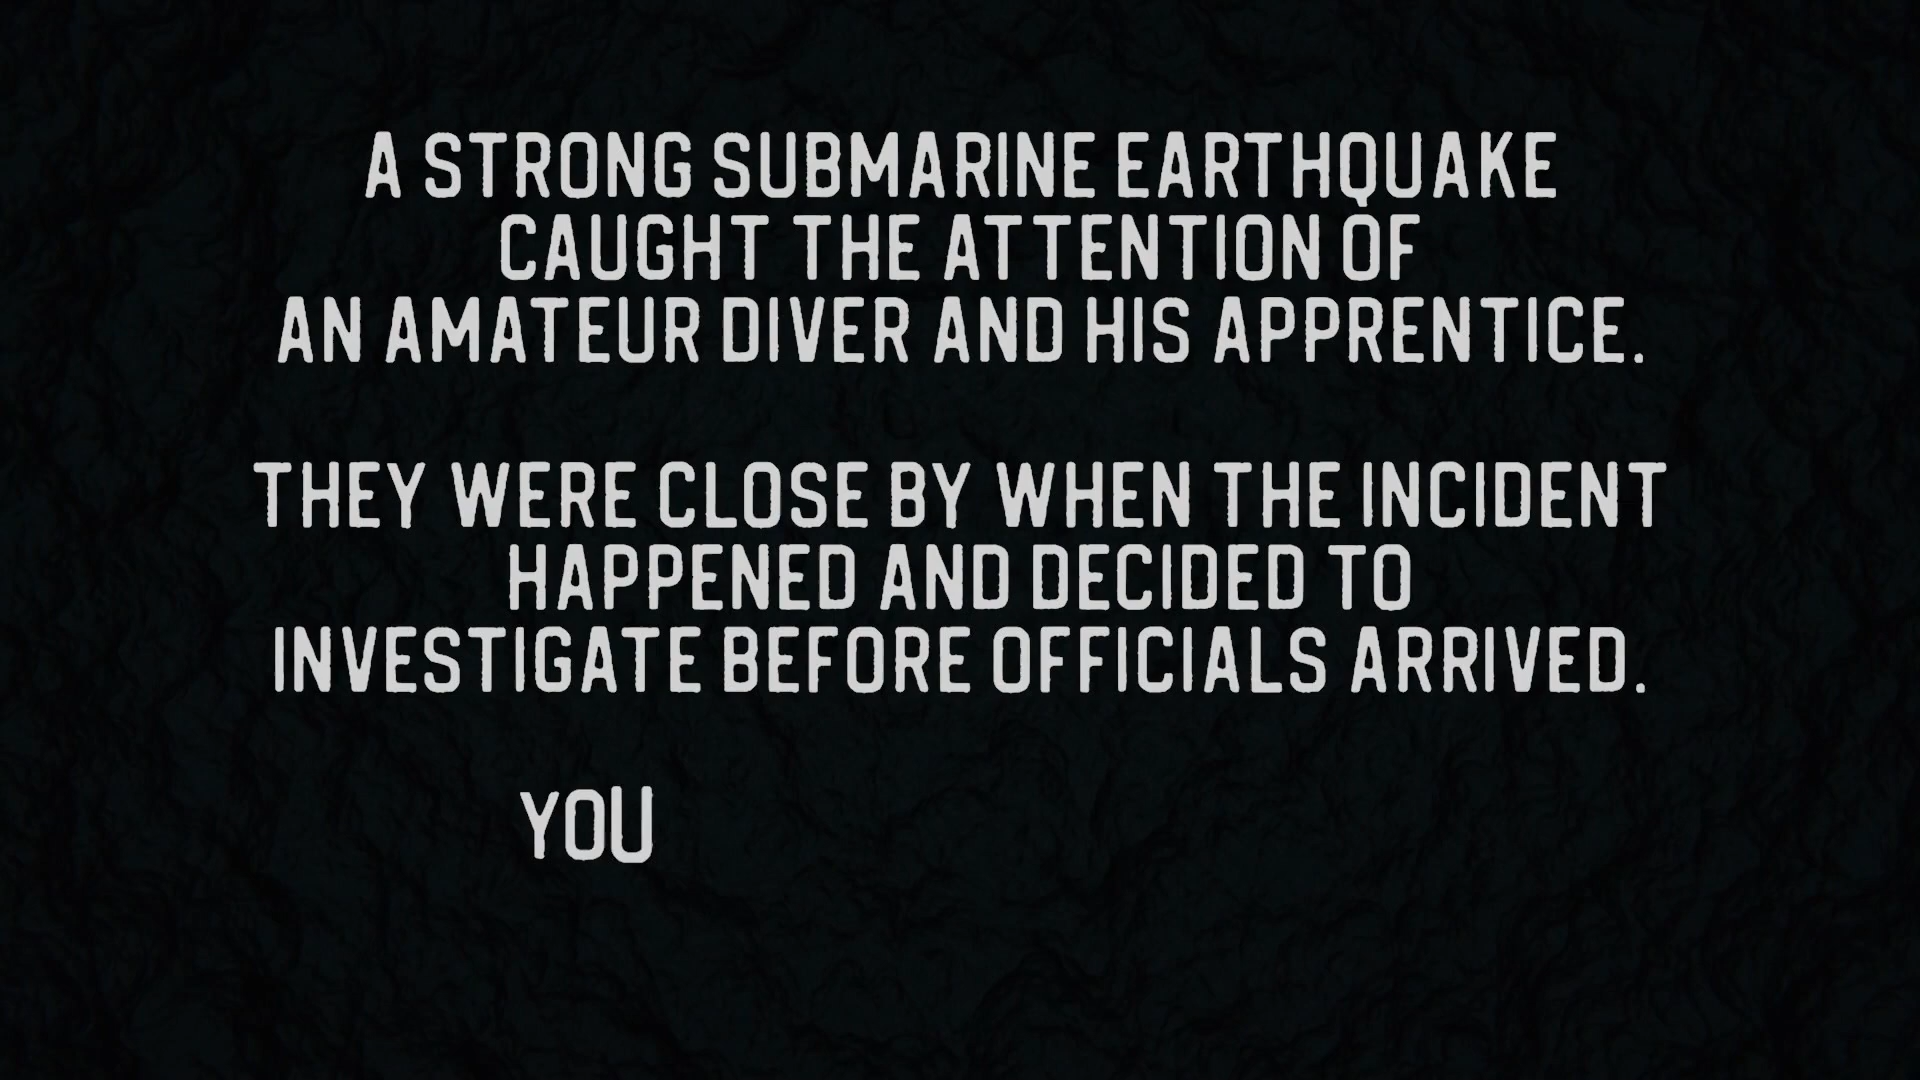 A STRONG SUBMARINE EARTHQUAKE
CAUGHT THE ATTENTION OF
AN AMATEUR DIVER AND HIS APPRENTICE.
THEY WERE CLOSE BY WHEN THE INCIDENT
HAPPENED AND DECIDED TO
INVESTIGATE BEFORE OFFICIALS ARRIVED.
YOU